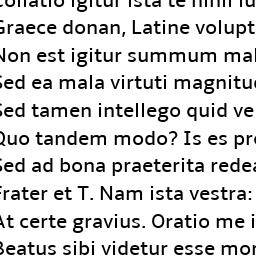 collatio igitur ista te nihil iu
Graece donan, Latine volupt
Non est igitur summum mal
Sed ea mala virtuti magnitud
Sed tamen intellego quid ve
Quo tandem modo? Is es pr
Sed ad bona praeterita redea
Frater et T. Nam ista vestra:
At certe gravius. Oratio me i
Beatus sibi videtur esse mor